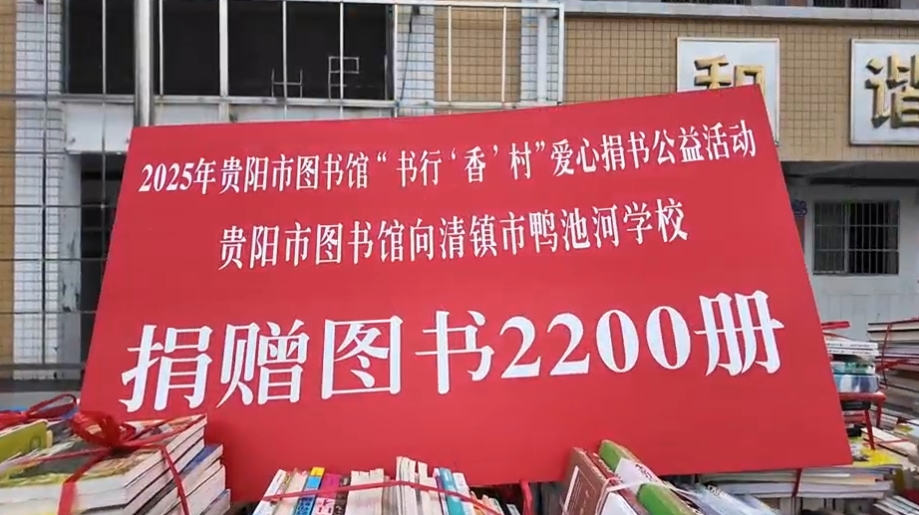 和
谐
2025年贵阳市图书馆“书行‘香’村”爱心捐书公益活动
贵阳市图书馆向清镇市鸭池河学校
捐赠图书2200册